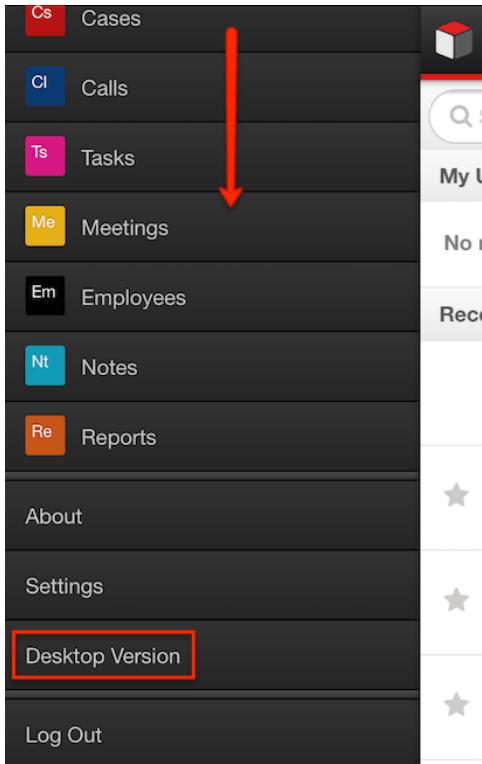 Cs Cases
Cl Calls
Ts Tasks
Me Meetings
Em Employees
Nt Notes
Re Reports
About
Settings
Desktop Version
Log Out
My
No